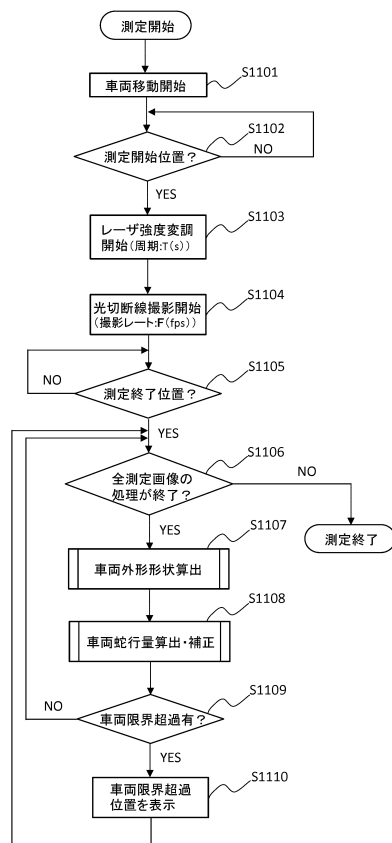 測定開始
S1101
車両移動開始
S1102
測定開始位置?
NO
YES
S1103
レーザ強度変調
開始(周期:T(s))
S1104
光切断線撮影開始
(撮影レート:F(fps))
S1105
NO
測定終了位置?
YES
S1106
全測定画像の
処理が終了?
NO
YES
測定終了
S1107
車両外形形状算出
S1108
車両蛇行量算出・補正
S1109
NO
車両限界超過有?
YES
S1110
車両限界超過
位置を表示